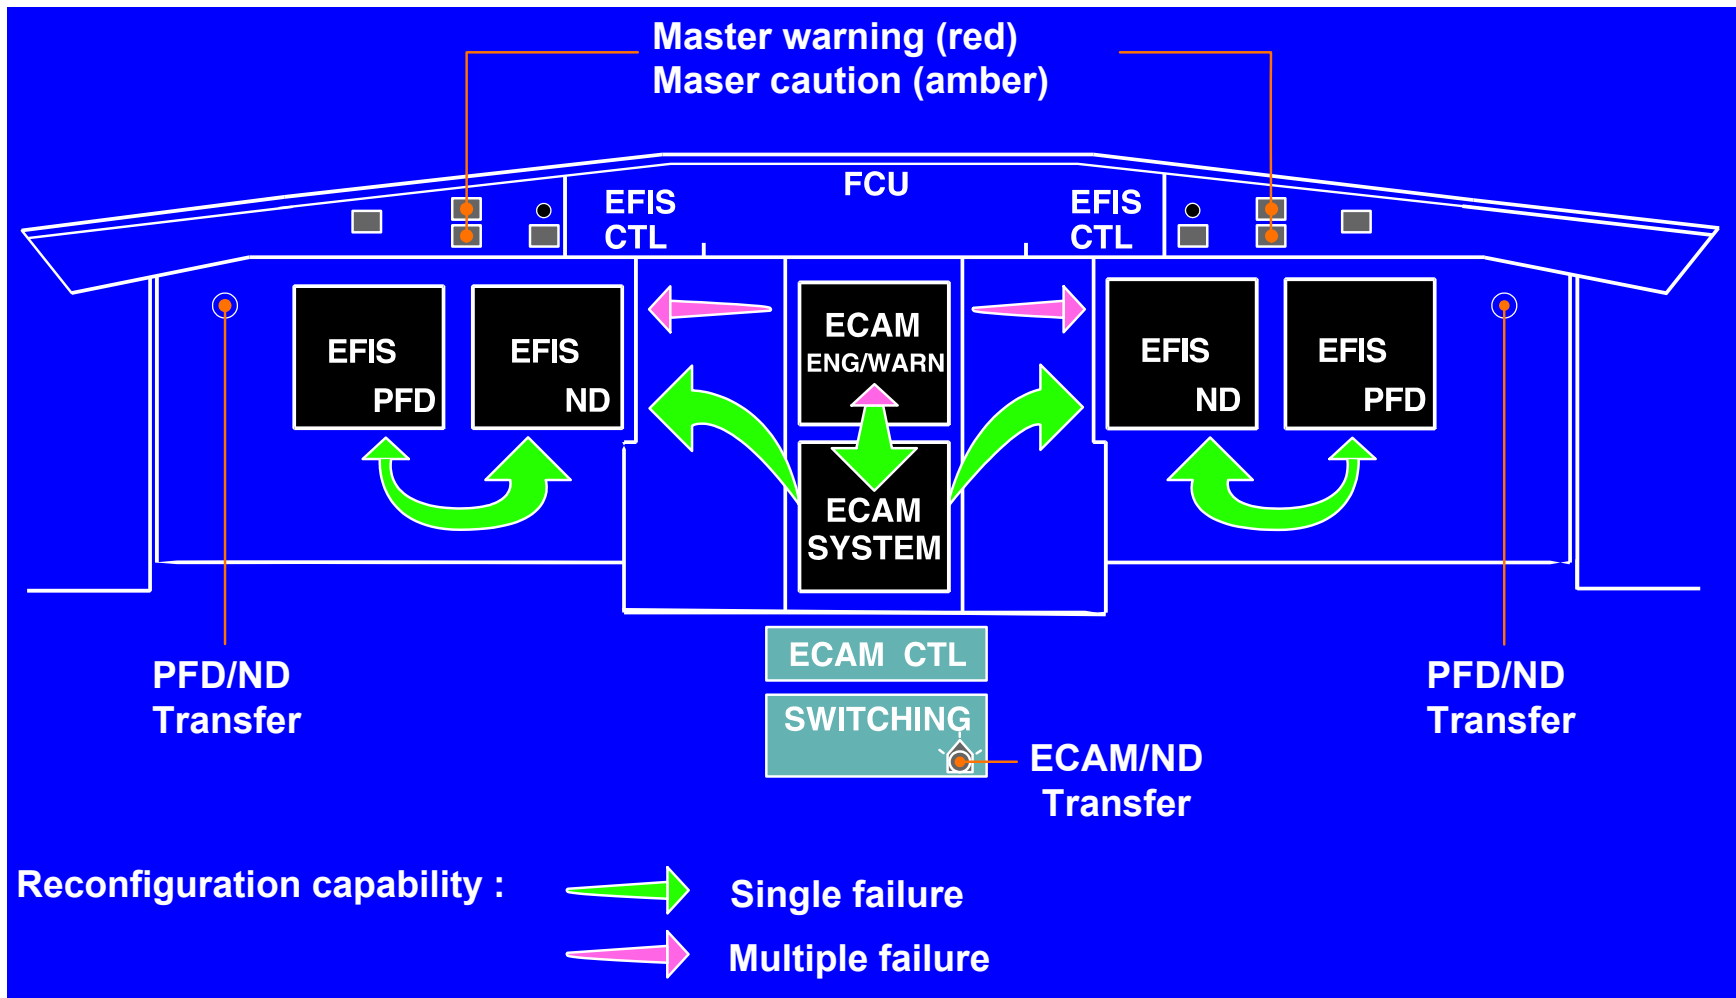 Master warning (red)
Maser caution (amber)
FCU
EFIS
CTL
EFIS
CTL
EFIS
PFD
EFIS
ND
ECAM
ENG/WARN
EFIS
ND
EFIS
PFD
ECAM
SYSTEM
PFD/ND
Transfer
ECAM CTL
PFD/ND
Transfer
SWITCHING
ECAM/ND
Transfer
Reconfiguration capability :
Single failure
Multiple failure